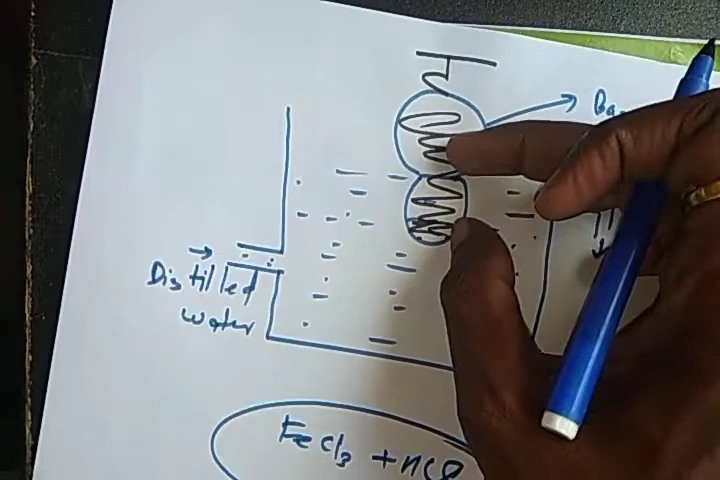 → Distilled
water
FeCl3 + HCl